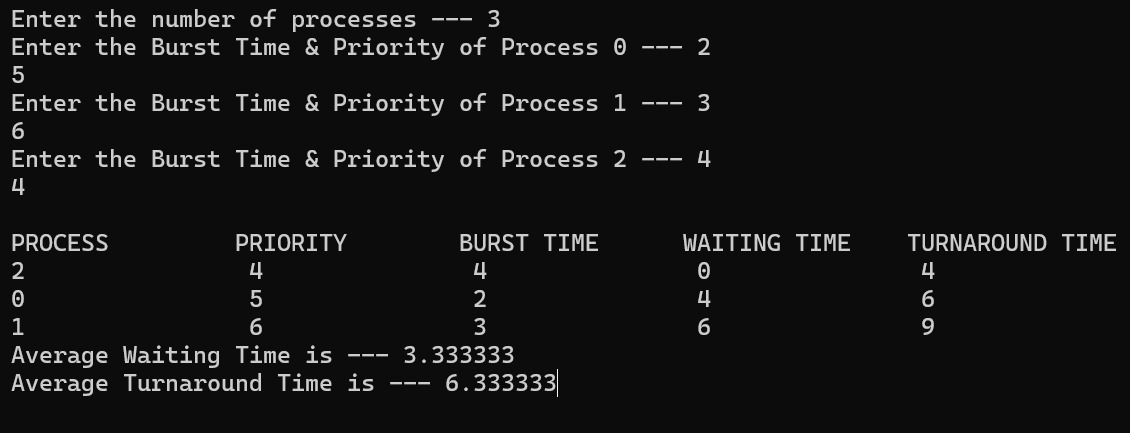 Enter the number of processes --- 3
Enter the Burst Time & Priority of Process 0 --- 2
5
Enter the Burst Time & Priority of Process 1 --- 3
6
Enter the Burst Time & Priority of Process 2 --- 4
4
PROCESS PRIORITY BURST TIME WAITING TIME TURNAROUND TIME
2 4 4 0 4
0 5 2 4 6
1 6 3 6 9
Average Waiting Time is --- 3.333333
Average Turnaround Time is --- 6.333333